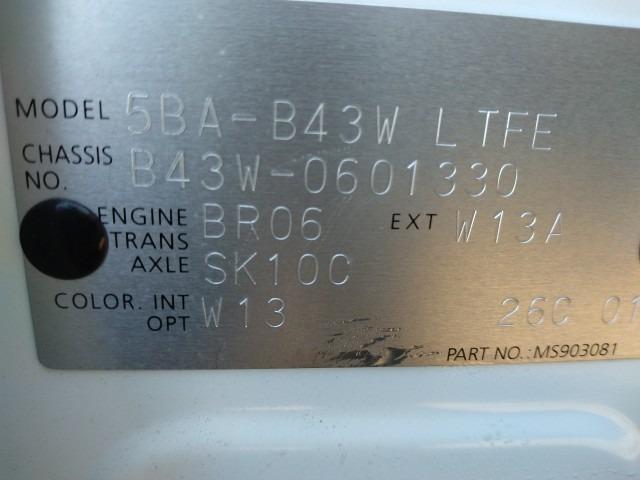 MODEL 5BA-B43W LTFE
CHASSIS NO. B43W-0601330
ENGINE BR06 EXT W13A
TRANS AXLE SK10C
COLOR. INT W13
OPT 26C 01
PART NO.: MS903081